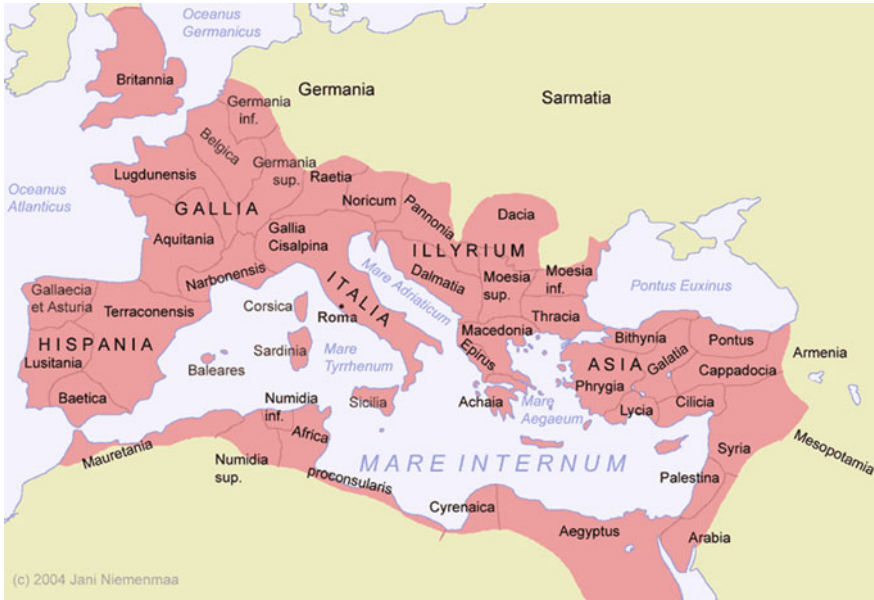 Oceanus
Germanicus
Britannia
Germania
Sarmatia
Germania
inf.
Belgica
Oceanus
Atlanticus
Lugdunensis
Germania
sup.
Raetia
Noricum
Pannonia
Dacia
GALLIA
Aquitania
Gallia
Cisalpina
ILLYRIUM
Dalmatia
Moesia
sup.
Moesia
inf.
Pontus Euxinus
Narbonensis
ITALIA
Mare Adriaticum
Gallaecia
et Asturia
Terraconensis
Corsica
Roma
Macedonia
Thracia
HISPANIA
Lusitania
Baetica
Baleares
Sardinia
Mare
Tyrrhenum
Epirus
Bithynia
Pontus
Armenia
ASIA
Galatia
Phrygia
Cappadocia
Lycia
Cilicia
Sicilia
Achaia
Mare
Aegaeum
Numidia
inf.
Africa
proconsularis
Mauretania
Numidia
sup.
MARE INTERNUM
Syria
Mesopotamia
Palestina
Cyrenaica
Aegyptus
Arabia
(c) 2004 Jani Niemenmaa